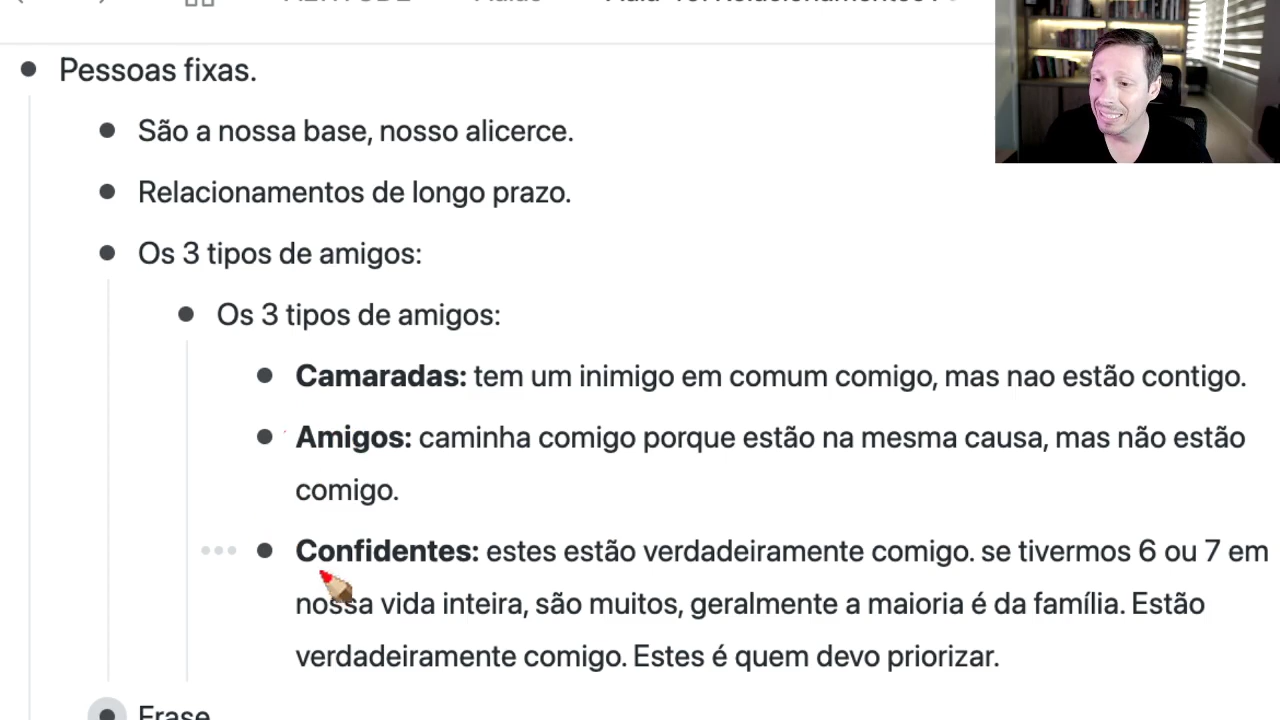 Pessoas fixas.
São a nossa base, nosso alicerce.
Relacionamentos de longo prazo.
Os 3 tipos de amigos:
Os 3 tipos de amigos:
Camaradas: tem um inimigo em comum comigo, mas nao estão contigo.
Amigos: caminha comigo porque estão na mesma causa, mas não estão
comigo.
Confidentes: estes estão verdadeiramente comigo. se tivermos 6 ou 7 em
nossa vida inteira, são muitos, geralmente a maioria é da família. Estão
verdadeiramente comigo. Estes é quem devo priorizar.
Frase